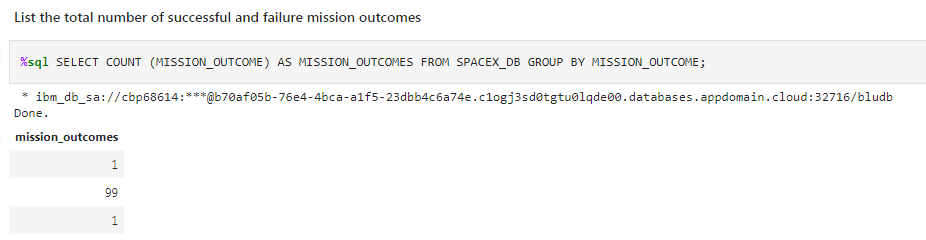 List the total number of successful and failure mission outcomes
%sql SELECT COUNT (MISSION_OUTCOME) AS MISSION_OUTCOMES FROM SPACEX_DB GROUP BY MISSION_OUTCOME;
* ibm_db_sa://cbp68614:***@b70af05b-76e4-4bca-a1f5-23dbb4c6a74e.c1ogj3sd0tgtu0lqde00.databases.appdomain.cloud:32716/bludb
Done.
mission_outcomes
1
99
1